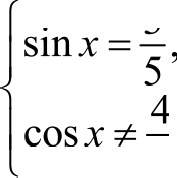 sin x = /5,
cos x ≠ 4/